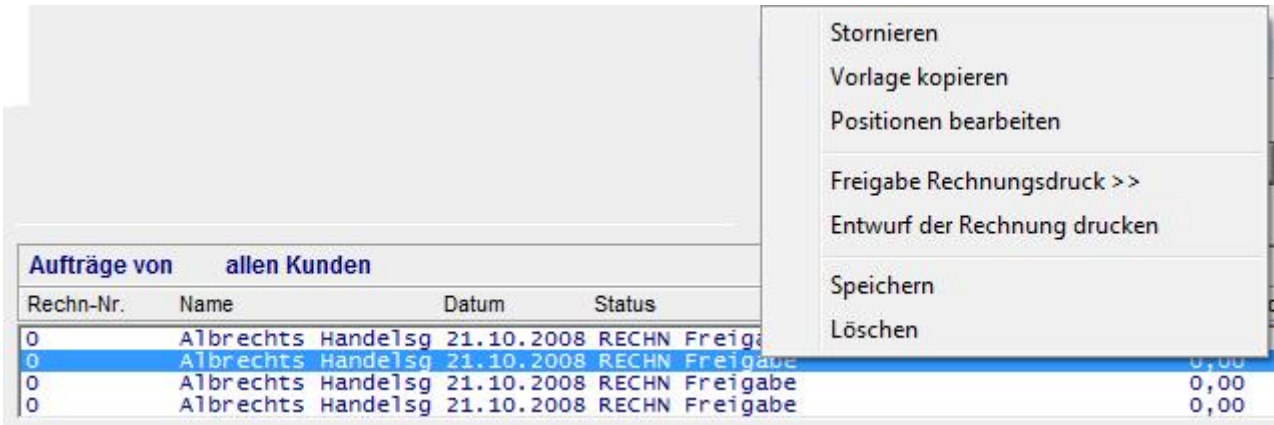 Stornieren
Vorlage kopieren
Positionen bearbeiten
Freigabe Rechnungsdruck >>
Entwurf der Rechnung drucken
Speichern
Löschen
Aufträge von allen Kunden
Rechn-Nr. Name Datum Status
0 Albrechts Handelsg 21.10.2008 RECHN Freiga
0 Albrechts Handelsg 21.10.2008 RECHN Freigabe 0,00
0 Albrechts Handelsg 21.10.2008 RECHN Freigabe 0,00
0 Albrechts Handelsg 21.10.2008 RECHN Freigabe 0,00